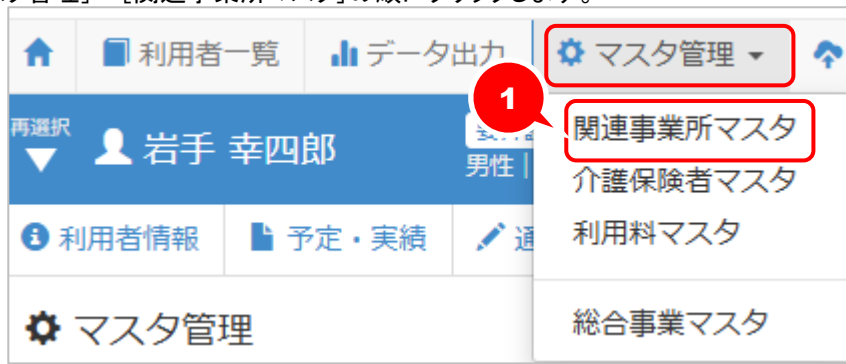 管理」-「関連事業所マスタ」の順にクリックします。
利用者一覧 データ出力 マスタ管理
1
関連事業所マスタ
再選択
岩手 幸四郎
男性 |
介護保険者マスタ
利用者情報 予定・実績 通
利用料マスタ
マスタ管理
総合事業マスタ